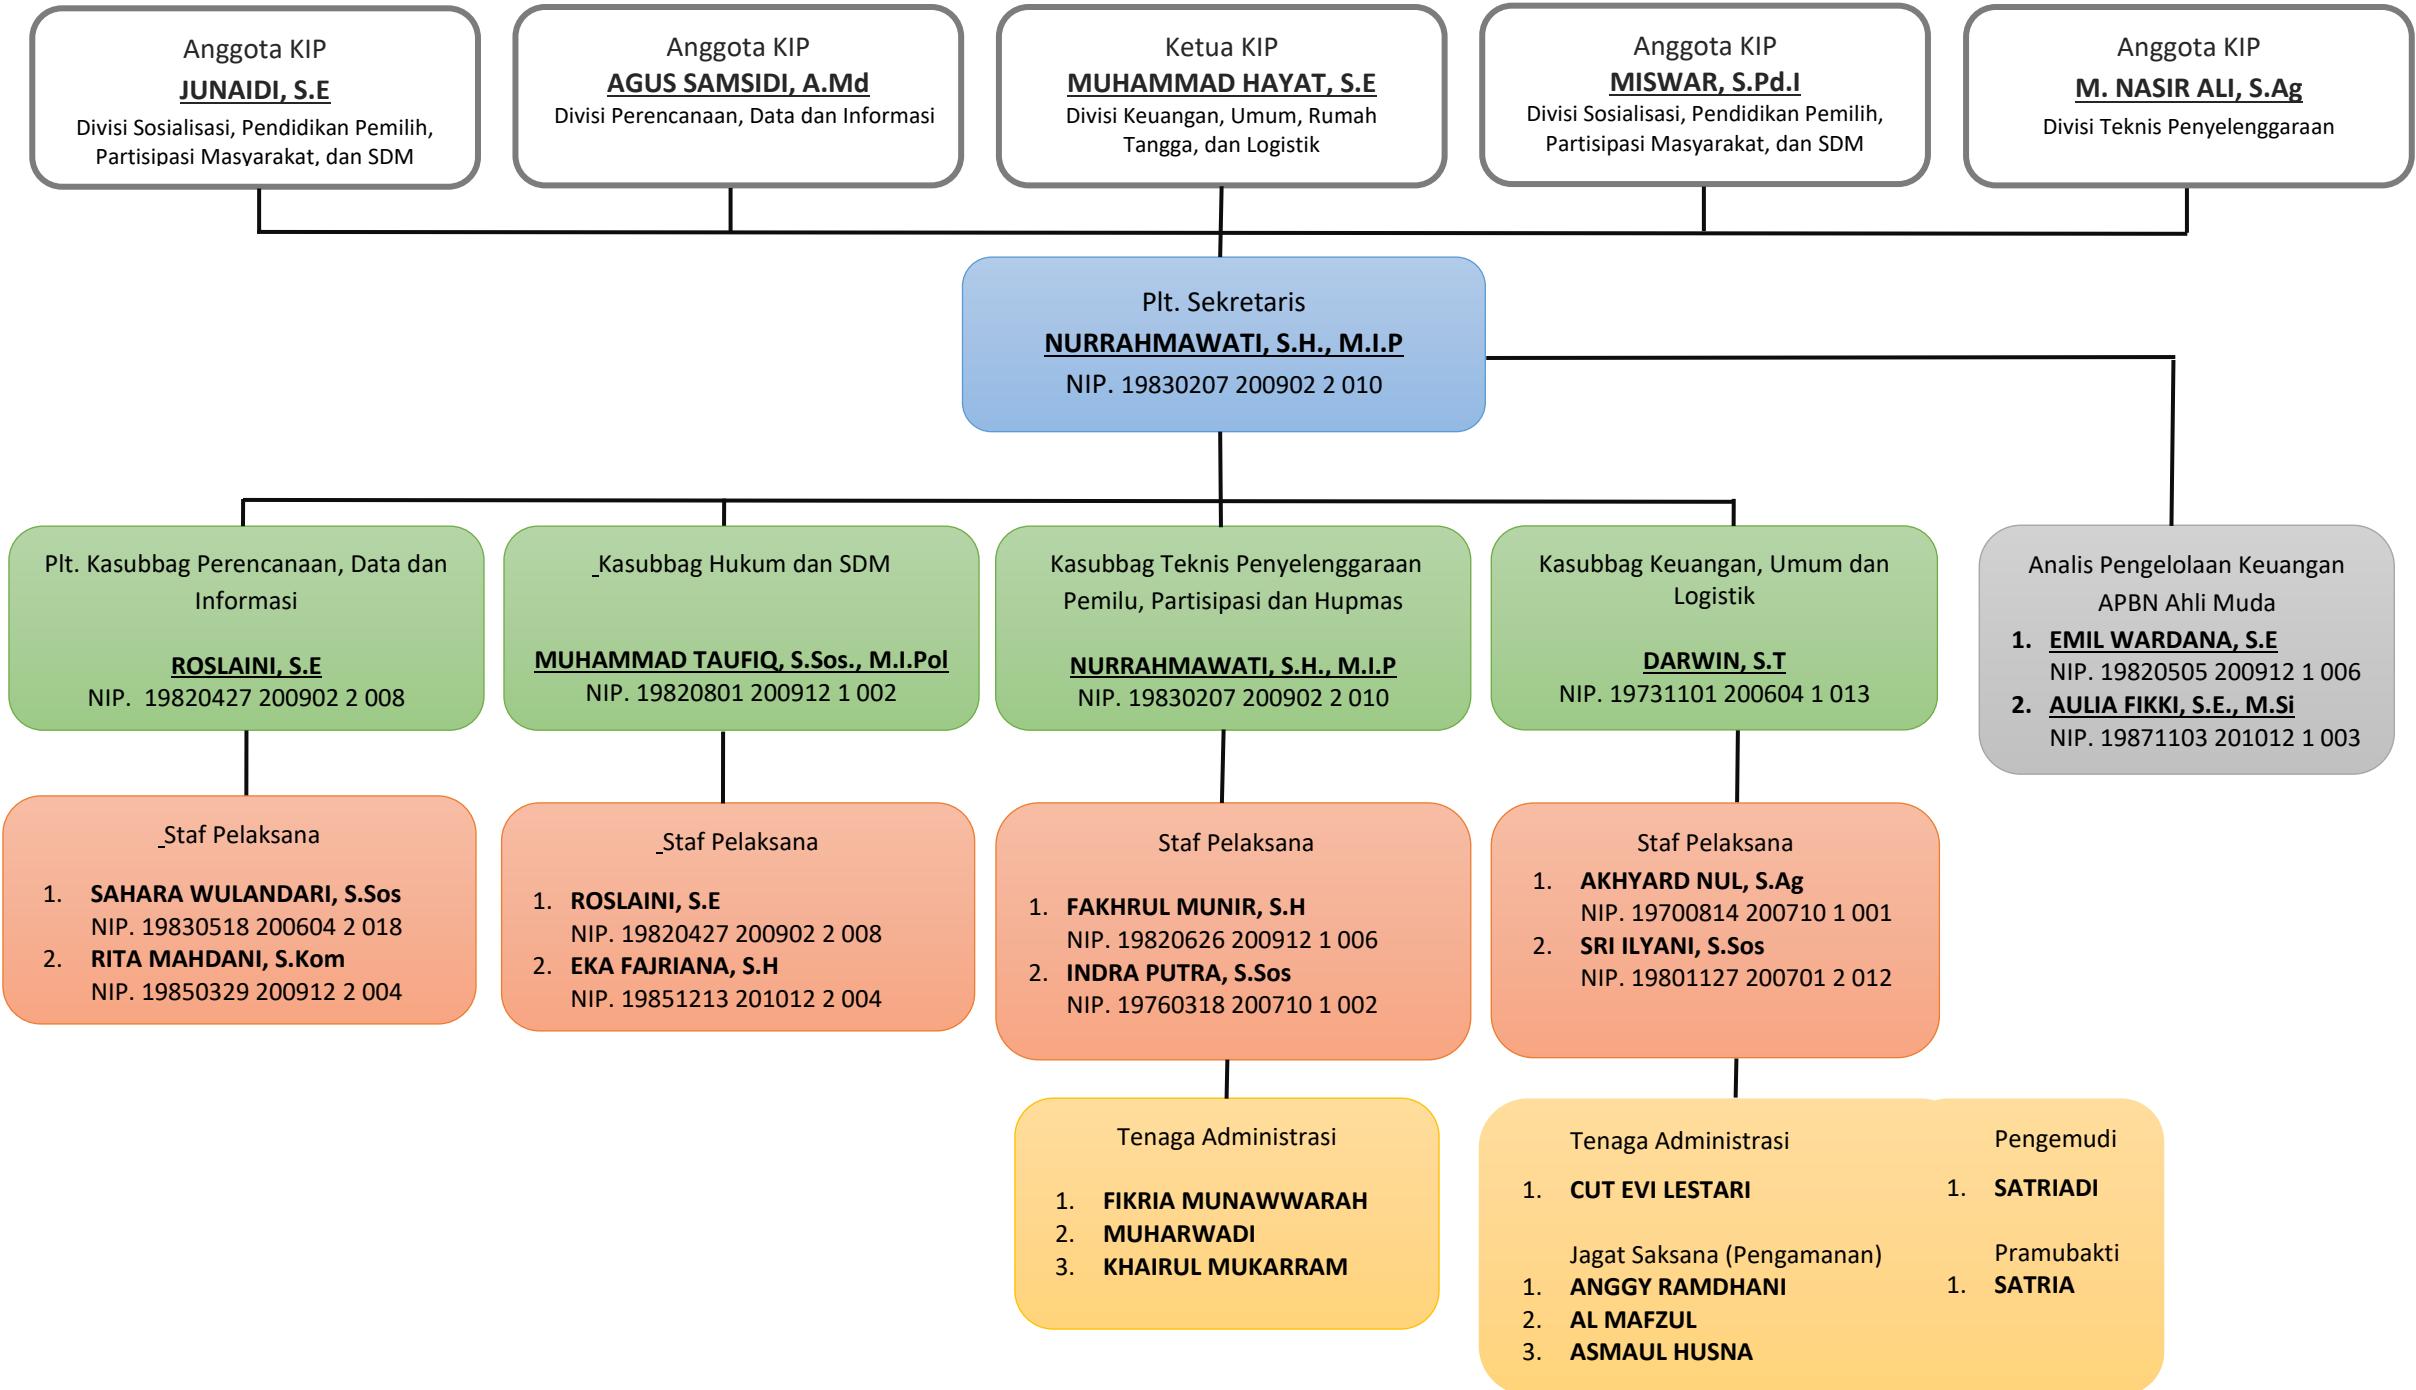 Anggota KIP
JUNAIDI, S.E
Divisi Sosialisasi, Pendidikan Pemilih,
Partisipasi Masyarakat, dan SDM
Anggota KIP
AGUS SAMSIDI, A.Md
Divisi Perencanaan, Data dan Informasi
Ketua KIP
MUHAMMAD HAYAT, S.E
Divisi Keuangan, Umum, Rumah
Tangga, dan Logistik
Anggota KIP
MISWAR, S.Pd.I
Divisi Sosialisasi, Pendidikan Pemilih,
Partisipasi Masyarakat, dan SDM
Anggota KIP
M. NASIR ALI, S.Ag
Divisi Teknis Penyelenggaraan
Plt. Sekretaris
NURRAHMAWATI, S.H., M.I.P
NIP. 19830207 200902 2 010
Plt. Kasubbag Perencanaan, Data dan
Informasi
ROSLAINI, S.E
NIP. 19820427 200902 2 008
Kasubbag Hukum dan SDM
MUHAMMAD TAUFIQ, S.Sos., M.I.Pol
NIP. 19820801 200912 1 002
Kasubbag Teknis Penyelenggaraan
Pemilu, Partisipasi dan Hupmas
NURRAHMAWATI, S.H., M.I.P
NIP. 19830207 200902 2 010
Kasubbag Keuangan, Umum dan
Logistik
DARWIN, S.T
NIP. 19731101 200604 1 013
Analis Pengelolaan Keuangan
APBN Ahli Muda
1. EMIL WARDANA, S.E
NIP. 19820505 200912 1 006
2. AULIA FIKKI, S.E., M.Si
NIP. 19871103 201012 1 003
Staf Pelaksana
1. SAHARA WULANDARI, S.Sos
NIP. 19830518 200604 2 018
2. RITA MAHDANI, S.Kom
NIP. 19850329 200912 2 004
Staf Pelaksana
1. ROSLAINI, S.E
NIP. 19820427 200902 2 008
2. EKA FAJRIANA, S.H
NIP. 19851213 201012 2 004
Staf Pelaksana
1. FAKHRUL MUNIR, S.H
NIP. 19820626 200912 1 006
2. INDRA PUTRA, S.Sos
NIP. 19760318 200710 1 002
Staf Pelaksana
1. AKHYARD NUL, S.Ag
NIP. 19700814 200710 1 001
2. SRI ILYANI, S.Sos
NIP. 19801127 200701 2 012
Tenaga Administrasi
1. FIKRIA MUNAWWARAH
2. MUHARWADI
3. KHAIRUL MUKARRAM
Tenaga Administrasi
1. CUT EVI LESTARI
Jagat Saksana (Pengamanan)
1. ANGGY RAMDHANI
2. AL MAFZUL
3. ASMAUL HUSNA
Pengemudi
1. SATRIADI
Pramubakti
1. SATRIA